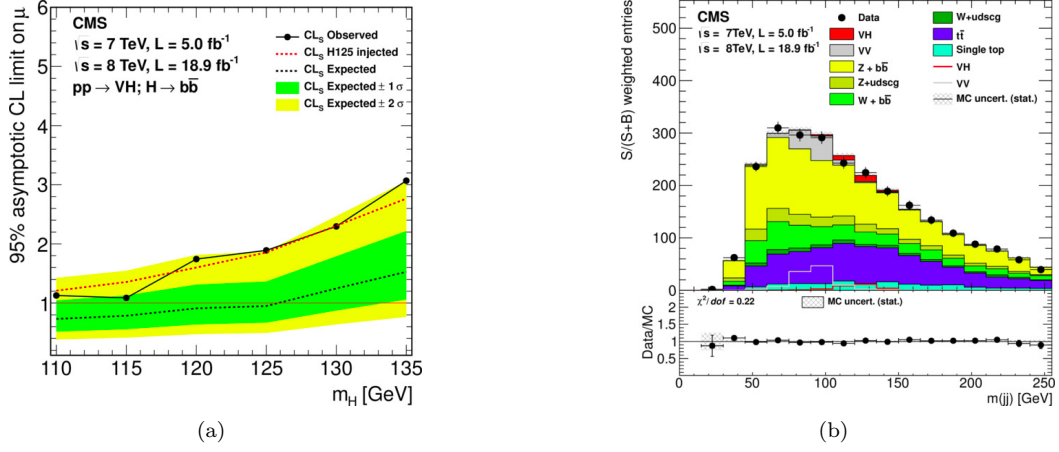 95% asymptotic CL limit on μ
CMS
√s = 7 TeV, L = 5.0 fb⁻¹
√s = 8 TeV, L = 18.9 fb⁻¹
pp → VH; H → bb̅
CLₛ Observed
CLₛ H125 injected
CLₛ Expected
CLₛ Expected ± 1 σ
CLₛ Expected ± 2 σ
6
5
4
3
2
1
110 115 120 125 130 135
m_H [GeV]
(a)
S/(S+B) weighted entries
CMS
√s = 7TeV, L = 5.0 fb⁻¹
√s = 8TeV, L = 18.9 fb⁻¹
Data
VH
VV
Z + bb̅
Z+udscg
W + bb̅
W+udscg
tt̅
Single top
VH
VV
MC uncert. (stat.)
500
400
300
200
100
0
Data/MC
χ²/dof = 0.22
MC uncert. (stat.)
2
1.5
1
0.5
0
0 50 100 150 200 250
m(jj) [GeV]
(b)